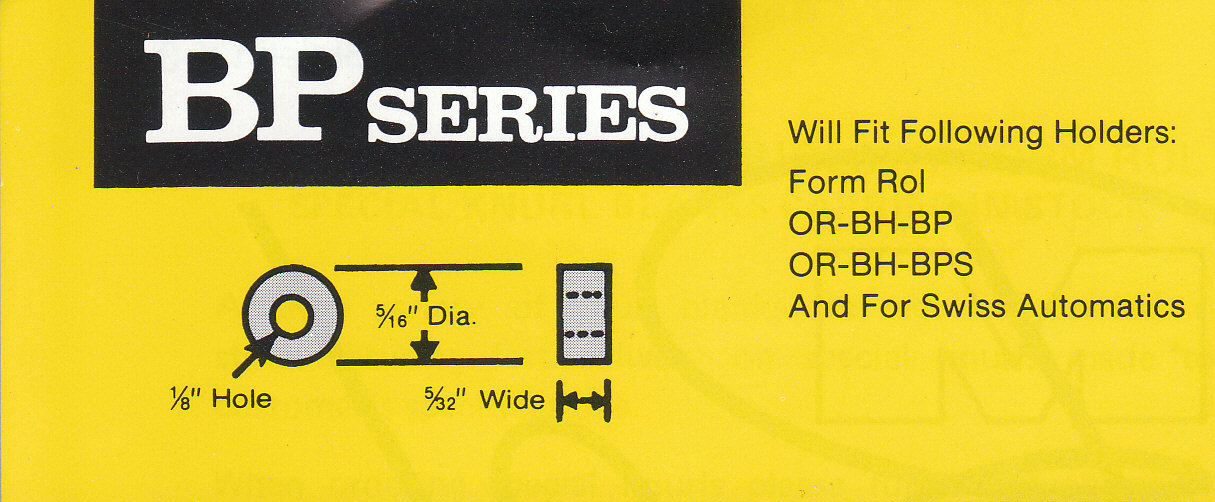 BP SERIES
Will Fit Following Holders:
Form Rol
OR-BH-BP
OR-BH-BPS
And For Swiss Automatics
5/16" Dia.
1/8" Hole
5/32" Wide